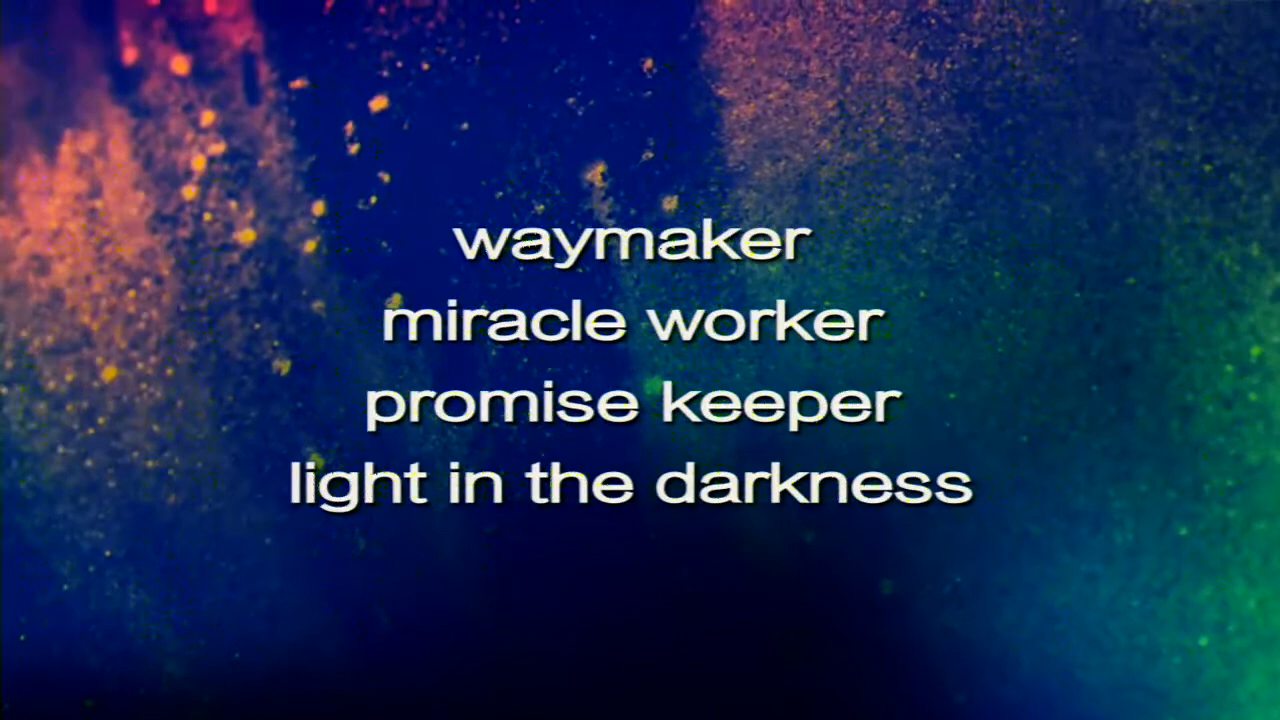 waymaker
miracle worker
promise keeper
light in the darkness